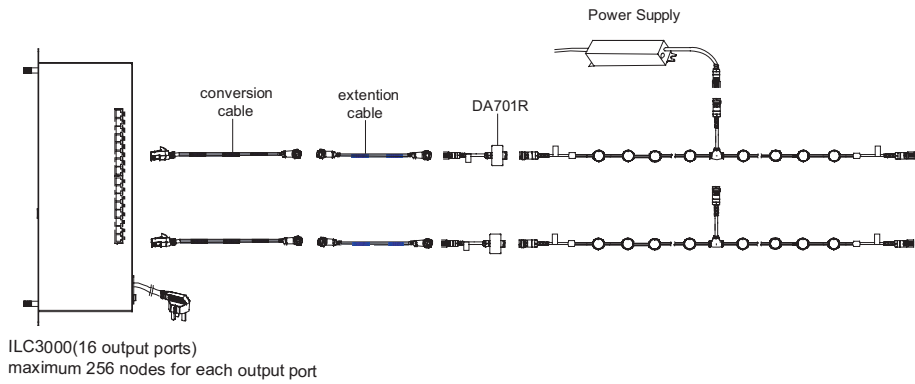 Power Supply
conversion
cable
extention
cable
DA701R
ILC3000(16 output ports)
maximum 256 nodes for each output port